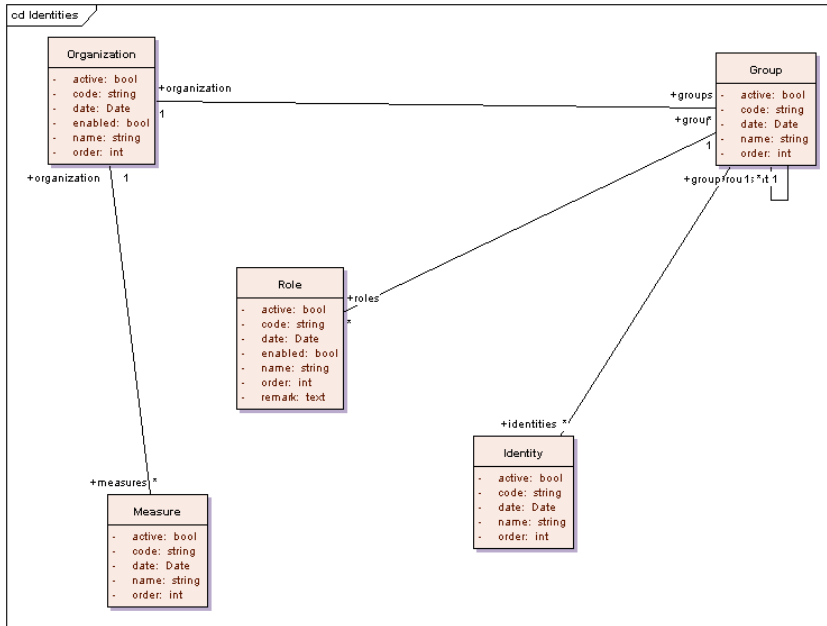 cd Identities
Organization
- active: bool
- code: string
- date: Date
- enabled: bool
- name: string
- order: int
+organization
1
+groups
*
Group
- active: bool
- code: string
- date: Date
- name: string
- order: int
+group
1
+organization 1
+group
1
Role
- active: bool
- code: string
- date: Date
- enabled: bool
- name: string
- order: int
- remark: text
+roles
*
+identities *
Identity
- active: bool
- code: string
- date: Date
- name: string
- order: int
+measures *
Measure
- active: bool
- code: string
- date: Date
- name: string
- order: int